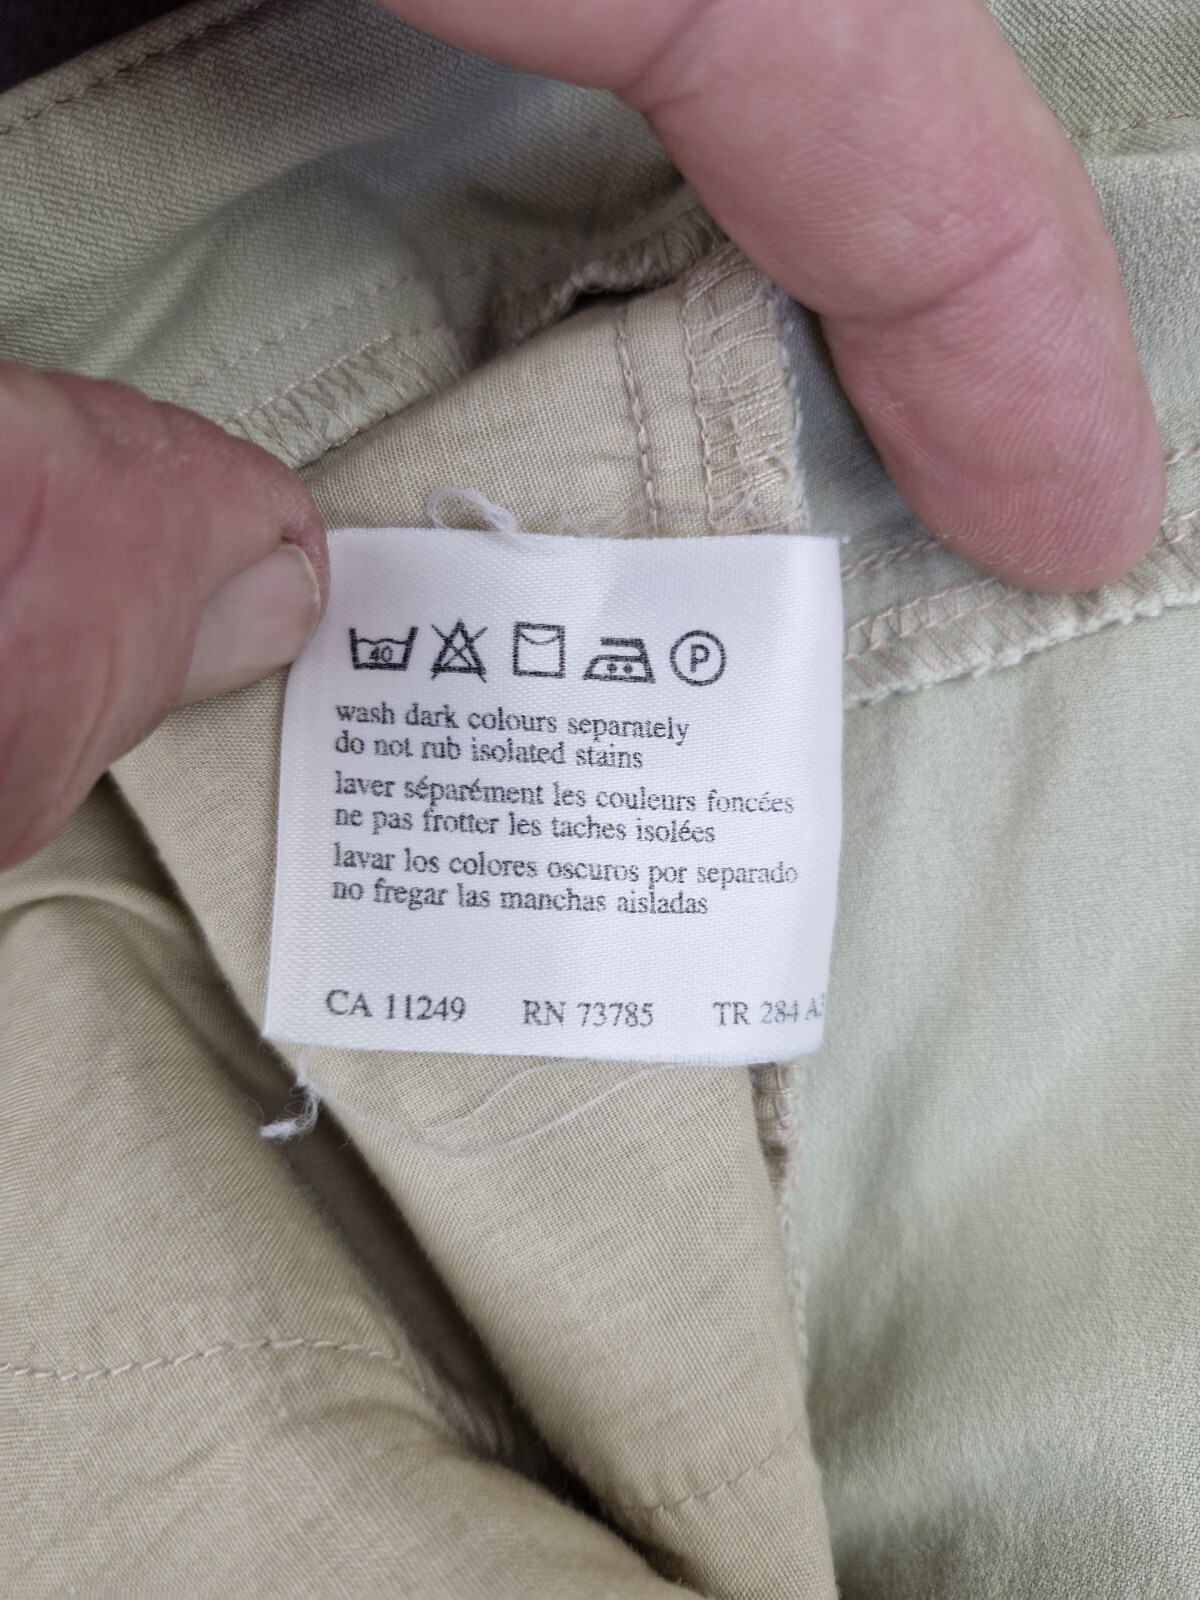 40 P
wash dark colours separately
do not rub isolated stains
laver séparément les couleurs foncées
ne pas frotter les taches isolées
lavar los colores oscuros por separado
no fregar las manchas aisladas
CA 11249 RN 73785 TR 284